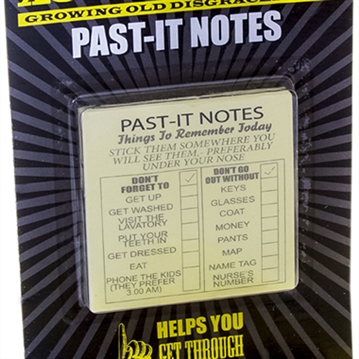 GROWING OLD DISGRAC
PAST-IT NOTES
PAST-IT NOTES
Things To Remember Today
STICK THEM SOMEWHERE YOU
WILL SEE THEM.. PREFERABLY
UNDER YOUR NOSE
DON'T
FORGET TO
GET UP
GET WASHED
VISIT THE
LAVATORY
PUT YOUR
TEETH IN
GET DRESSED
EAT
PHONE THE KIDS
(THEY PREFER
3.00 AM)
DON'T GO
OUT WITHOUT
KEYS
GLASSES
COAT
MONEY
PANTS
MAP
NAME TAG
NURSE'S
NUMBER
HELPS YOU
GET THROUGH